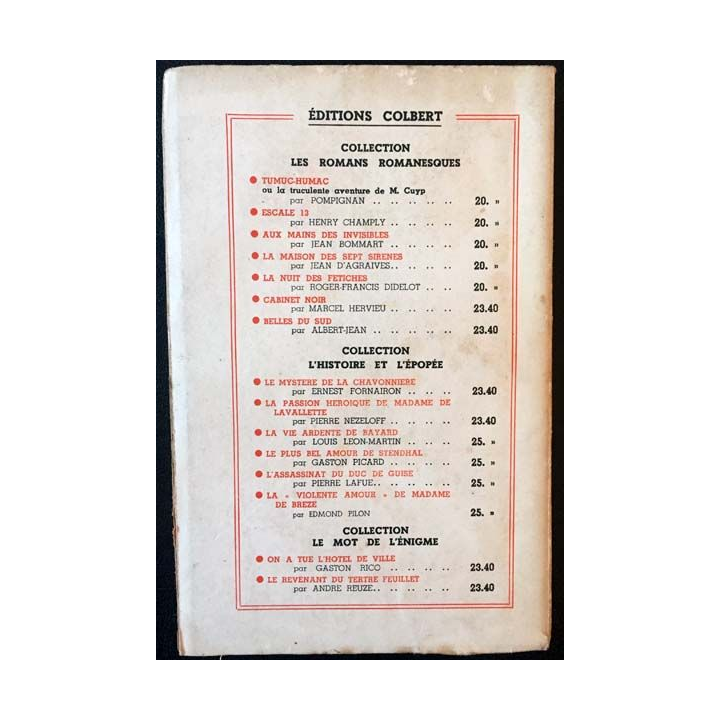 ÉDITIONS COLBERT
COLLECTION
LES ROMANS ROMANESQUES
● TUMUC-HUMAC
ou la truculente aventure de M. Cuyp
par POMPIGNAN .. .. .. .. .. 20. »
● ESCALE 13
par HENRY CHAMPLY .. .. .. .. 20. »
● AUX MAINS DES INVISIBLES
par JEAN BOMMART .. .. .. .. 20. »
● LA MAISON DES SEPT SIRENES
par JEAN D'AGRAIVES.. .. .. .. 20. »
● LA NUIT DES FETICHES
par ROGER-FRANCIS DIDELOT .. .. 20. »
● CABINET NOIR
par MARCEL HERVIEU .. .. .. .. 23.40
● BELLES DU SUD
par ALBERT-JEAN .. .. .. .. .. 23.40
COLLECTION
L'HISTOIRE ET L'ÉPOPÉE
● LE MYSTERE DE LA CHAVONNIERE
par ERNEST FORNAIRON .. .. .. 23.40
● LA PASSION HEROIQUE DE MADAME DE
LAVALLETTE
par PIERRE NEZELOFF .. .. .. .. 23.40
● LA VIE ARDENTE DE BAYARD
par LOUIS LEON-MARTIN .. .. .. 25. »
● LE PLUS BEL AMOUR DE STENDHAL
par GASTON PICARD .. .. .. .. 25. »
● L'ASSASSINAT DU DUC DE GUISE
par PIERRE LAFUE.. .. .. .. .. 25. »
● LA « VIOLENTE AMOUR » DE MADAME
DE BREZE
par EDMOND PILON 25. »
COLLECTION
LE MOT DE L'ÉNIGME
● ON A TUE L'HOTEL DE VILLE
par GASTON RICO .. .. .. .. 23.40
● LE REVENANT DU TERTRE FEUILLET
par ANDRE REUZE.. .. .. .. .. 23.40